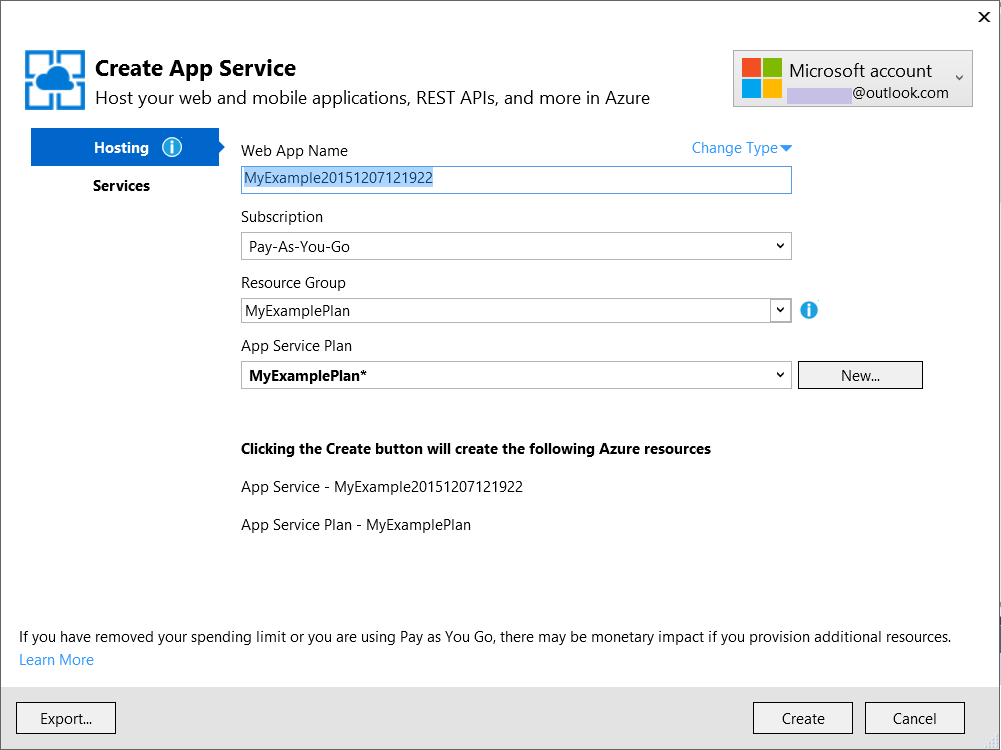 Create App Service
Host your web and mobile applications, REST APIs, and more in Azure
Microsoft account
@outlook.com
Hosting
Services
Web App Name
Change Type
MyExample20151207121922
Subscription
Pay-As-You-Go
Resource Group
MyExamplePlan
App Service Plan
MyExamplePlan*
New...
Clicking the Create button will create the following Azure resources
App Service - MyExample20151207121922
App Service Plan - MyExamplePlan
If you have removed your spending limit or you are using Pay as You Go, there may be monetary impact if you provision additional resources.
Learn More
Export...
Create
Cancel